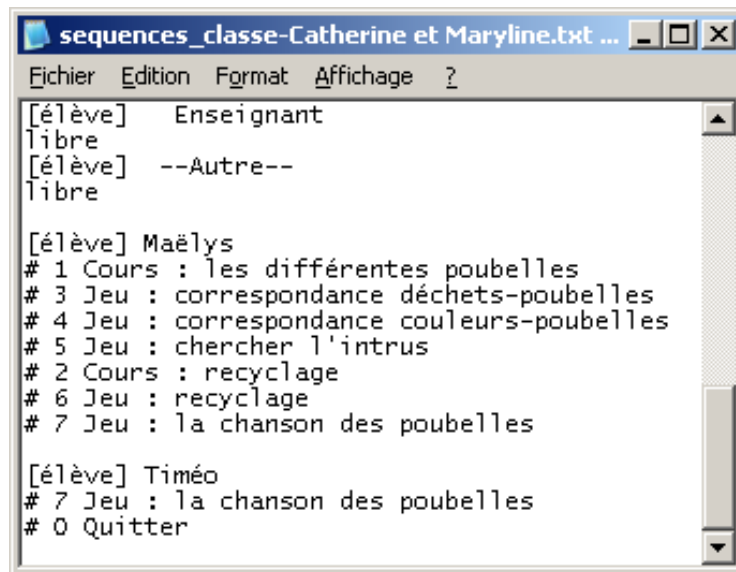 sequences_classe-Catherine et Maryline.txt ...
Fichier Edition Format Affichage ?
[élève]   Enseignant
libre
[élève]  --Autre--
libre
[élève] Maëlys
# 1 Cours : les différentes poubelles
# 3 Jeu : correspondance déchets-poubelles
# 4 Jeu : correspondance couleurs-poubelles
# 5 Jeu : chercher l'intrus
# 2 Cours : recyclage
# 6 Jeu : recyclage
# 7 Jeu : la chanson des poubelles
[élève] Timéo
# 7 Jeu : la chanson des poubelles
# 0 Quitter